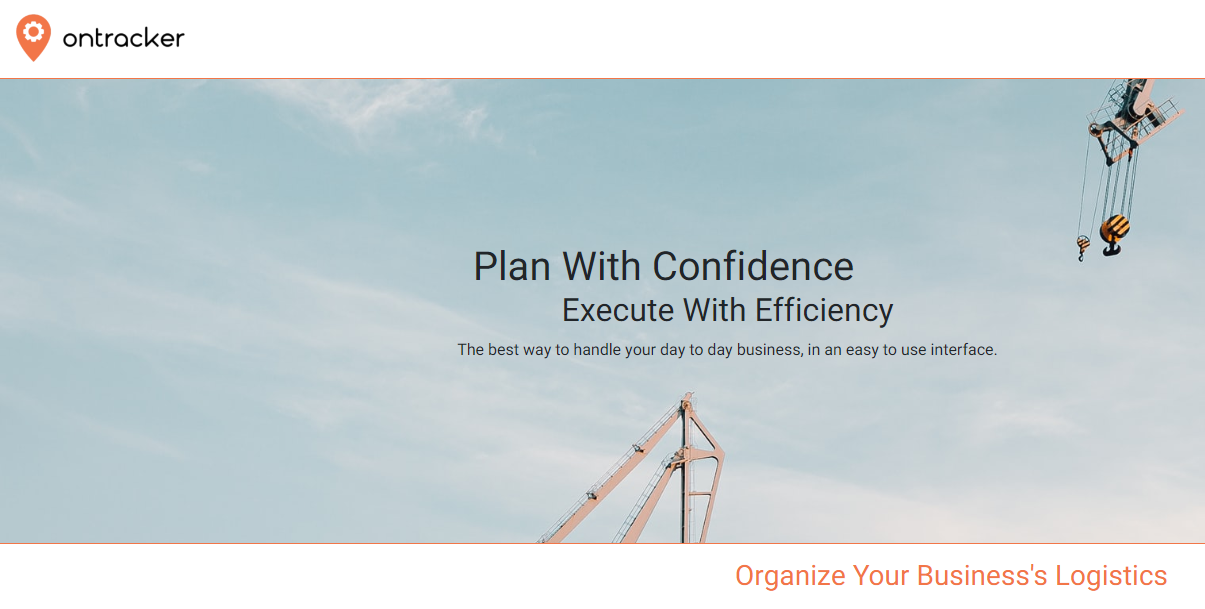 ontracker
Plan With Confidence
Execute With Efficiency
The best way to handle your day to day business, in an easy to use interface.
Organize Your Business's Logistics